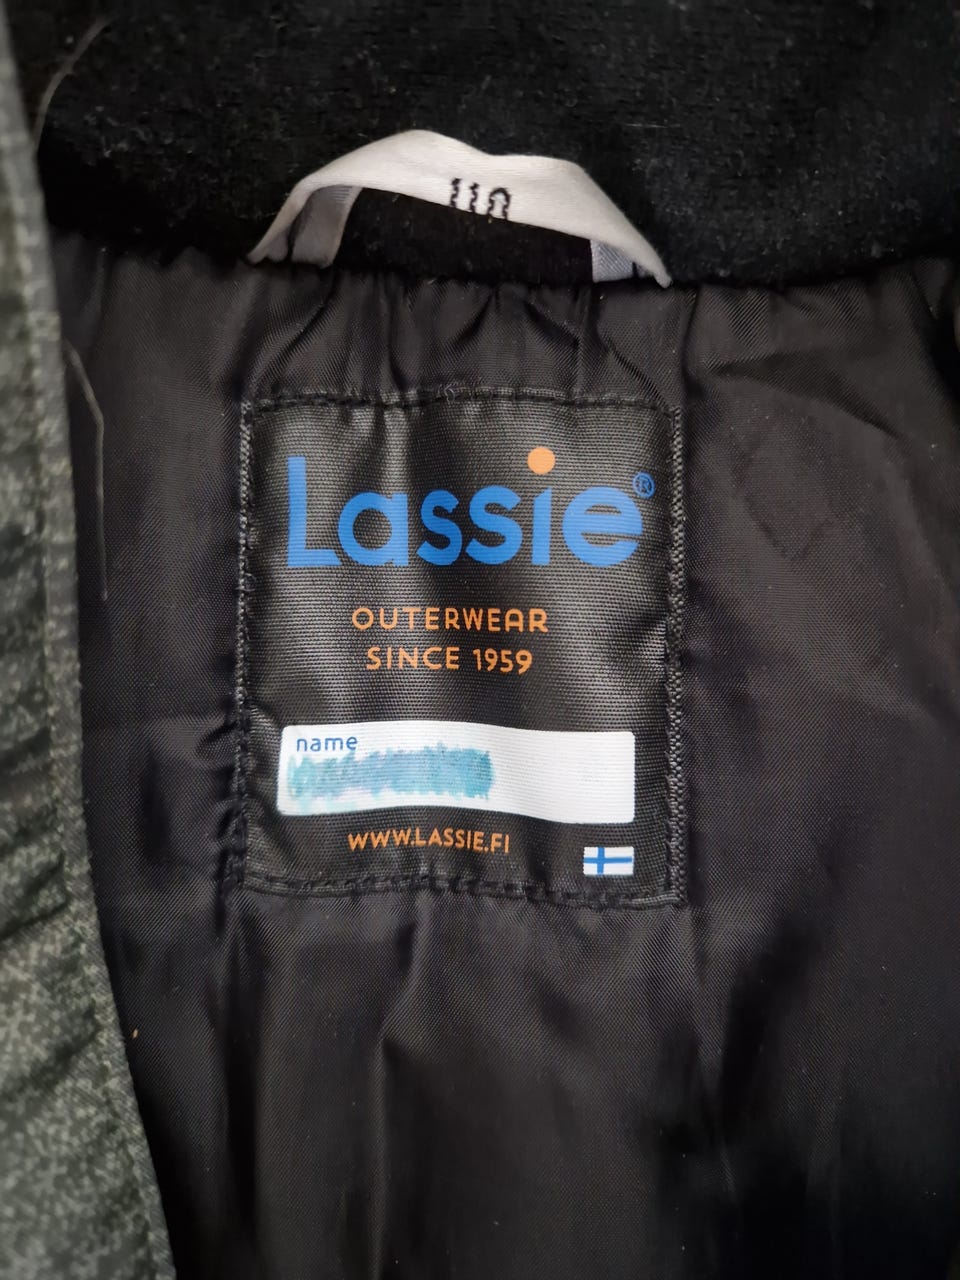 110
Lassie®
OUTERWEAR
SINCE 1959
name
WWW.LASSIE.FI